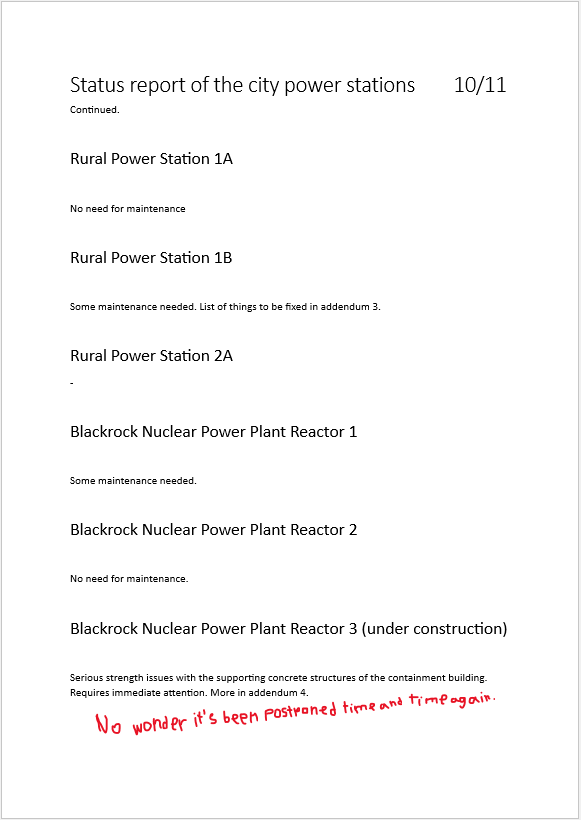 Status report of the city power stations 10/11
Continued.
Rural Power Station 1A
No need for maintenance
Rural Power Station 1B
Some maintenance needed. List of things to be fixed in addendum 3.
Rural Power Station 2A
-
Blackrock Nuclear Power Plant Reactor 1
Some maintenance needed.
Blackrock Nuclear Power Plant Reactor 2
No need for maintenance.
Blackrock Nuclear Power Plant Reactor 3 (under construction)
Serious strength issues with the supporting concrete structures of the containment building.
Requires immediate attention. More in addendum 4.
No wonder it's been postponed time and time again.